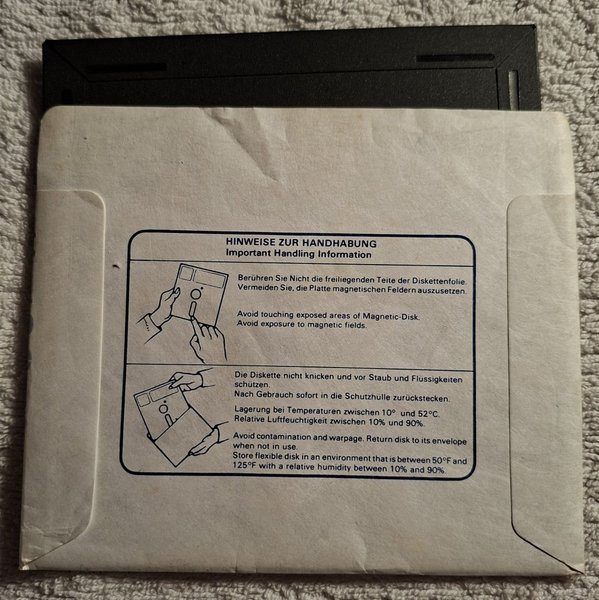 HINWEISE ZUR HANDHABUNG
Important Handling Information
Berühren Sie Nicht die freiliegenden Teite der Diskettenfolie.
Vermeiden Sie, die Platte magnetischen Feldern auszusetzen.
Avoid touching exposed areas of Magnetic-Disk.
Avoid exposure to magnetic fields.
Die Diskette nicht knicken und vor Staub und Flüssigkeiten
schützen.
Nach Gebrauch sofort in die Schutzhülle zurückstecken.
Lagerung bei Temperaturen zwischen 10° und 52°C.
Relative Luftfeuchtigkeit zwischen 10% und 90%.
Avoid contamination and warpage. Return disk to its envelope
when not in use.
Store flexible disk in an environment that is between 50°F and
125°F with a relative humidity between 10% and 90%.